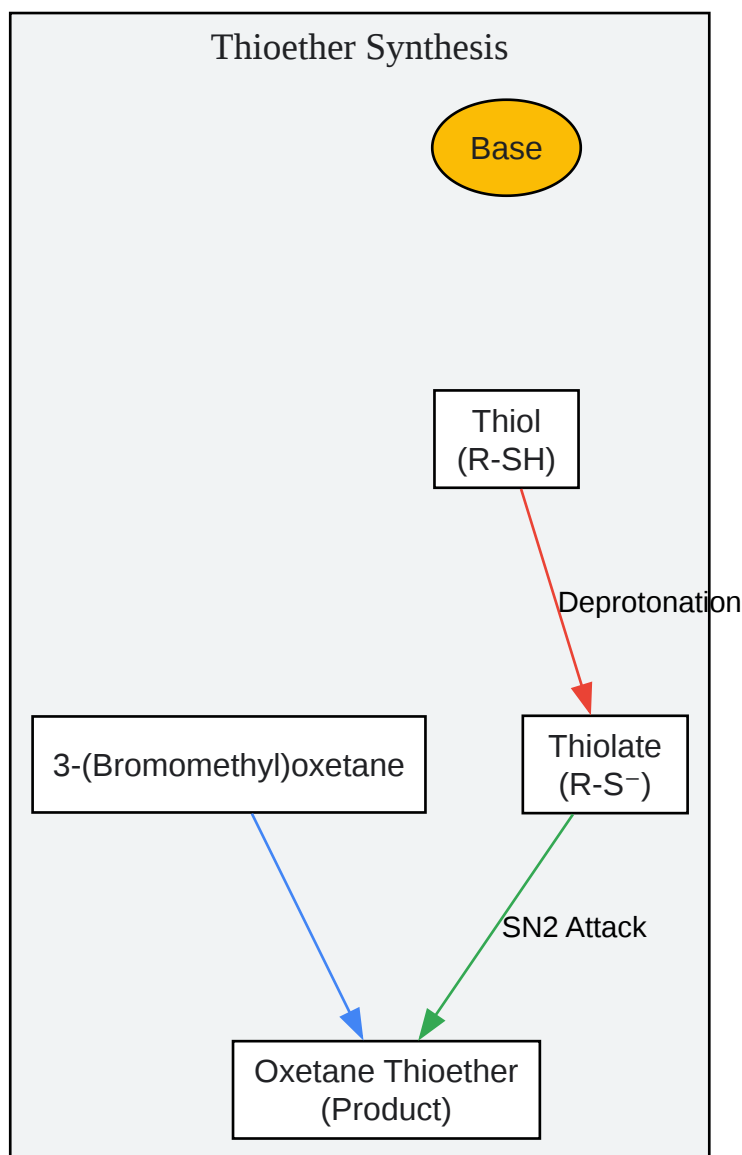 Thioether Synthesis
Base
Thiol
(R-SH)
Deprotonation
3-(Bromomethyl)oxetane
Thiolate
(R-S⁻)
SN2 Attack
Oxetane Thioether
(Product)